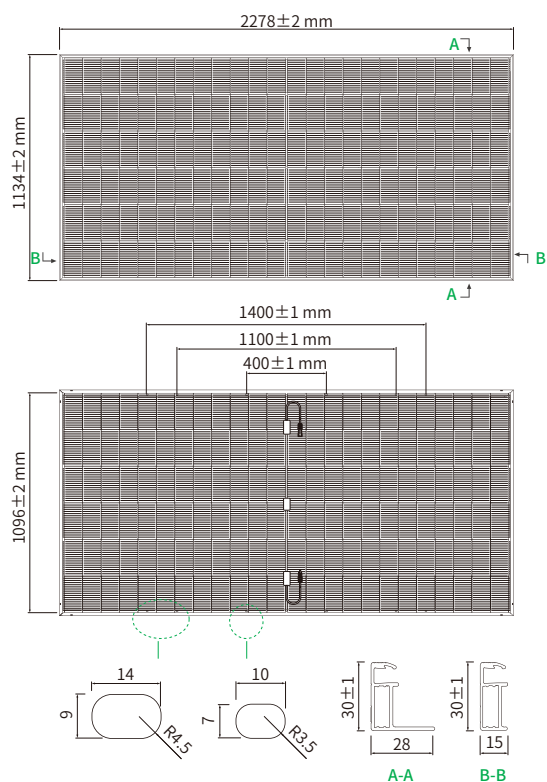 2278±2 mm
A
1134±2 mm
B
B
A
1400±1 mm
1100±1 mm
400±1 mm
1096±2 mm
14
9
R4.5
10
7
R3.5
30±1
28
A-A
30±1
15
B-B